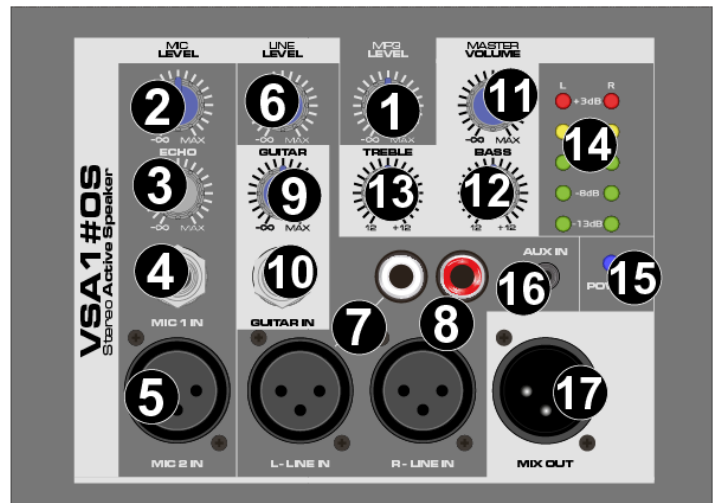 MIC
LEVEL
LINE
LEVEL
MP3
LEVEL
MASTER
VOLUME
L R
2
6
1
11
+3dB
14
-∞ MAX
-∞ MAX
-∞ MAX
-∞ MAX
ECHO
GUITAR
TREBLE
BASS
3
9
13
12
-8dB
-∞ MAX
-∞ MAX
12 +12
12 +12
-13dB
4
10
AUX IN
16
15
7
8
MIC 1 IN
GUITAR IN
5
17
MIC 2 IN
L - LINE IN
R - LINE IN
MIX OUT
VSA1#OS
Stereo Active Speaker